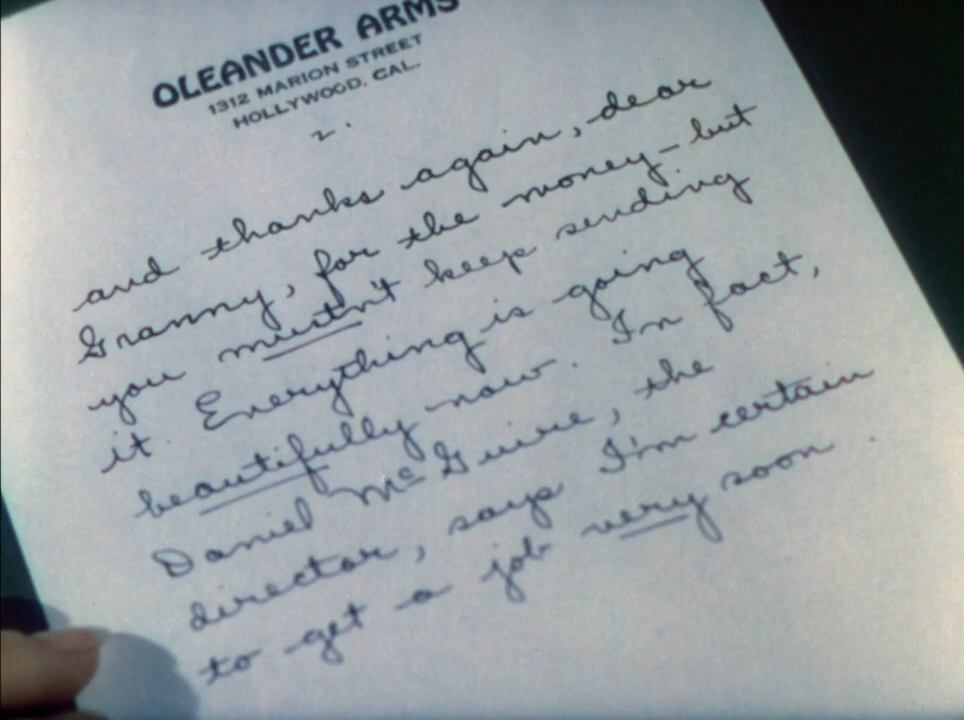 OLEANDER ARMS
1312 MARION STREET
HOLLYWOOD, CAL.
2.
and thanks again, dear
Granny, for the money - but
you mustn't keep sending
it. Everything is going
beautifully now. In fact,
Daniel McGuire, the
director, says I'm certain
to get a job very soon.